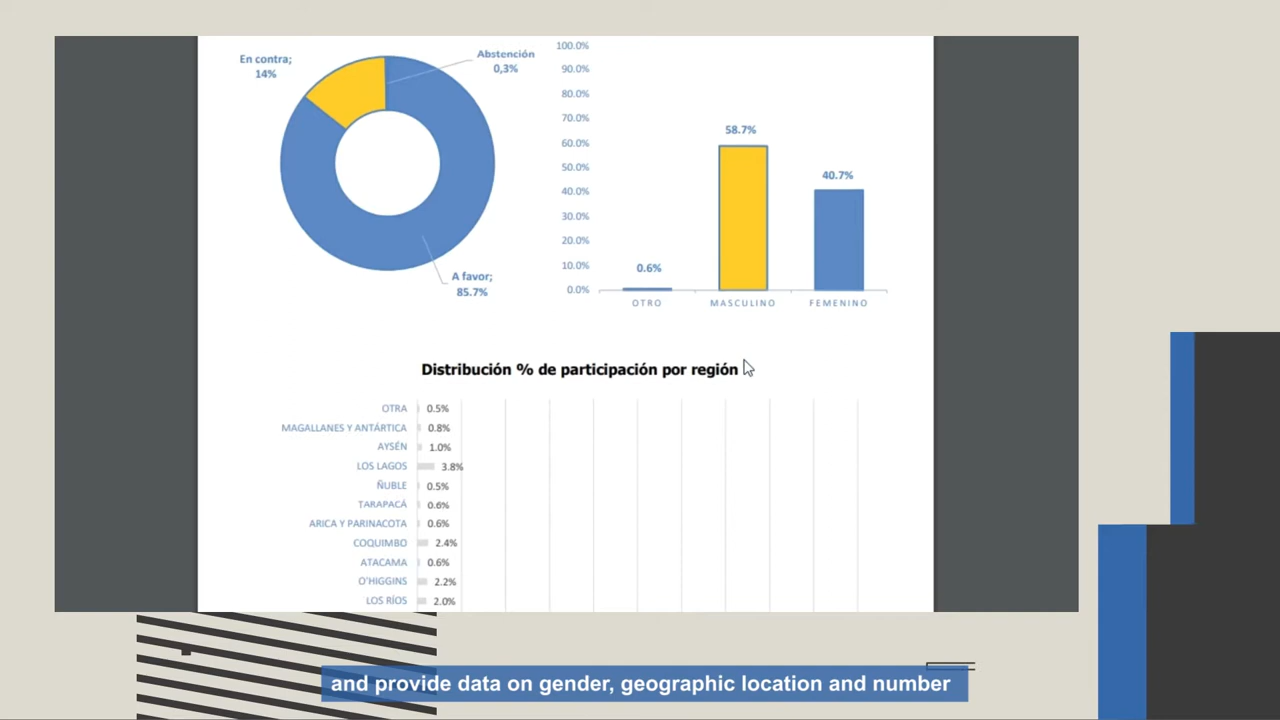 En contra;
14%
Abstención
0,3%
A favor;
85.7%
100.0%
90.0%
80.0%
70.0%
60.0%
50.0%
40.0%
30.0%
20.0%
10.0%
0.0%
0.6%
58.7%
40.7%
OTRO
MASCULINO
FEMENINO
Distribución % de participación por región
OTRA 0.5%
MAGALLANES Y ANTÁRTICA 0.8%
AYSÉN 1.0%
LOS LAGOS 3.8%
ÑUBLE 0.5%
TARAPACÁ 0.6%
ARICA Y PARINACOTA 0.6%
COQUIMBO 2.4%
ATACAMA 0.6%
O'HIGGINS 2.2%
LOS RÍOS 2.0%
and provide data on gender, geographic location and number